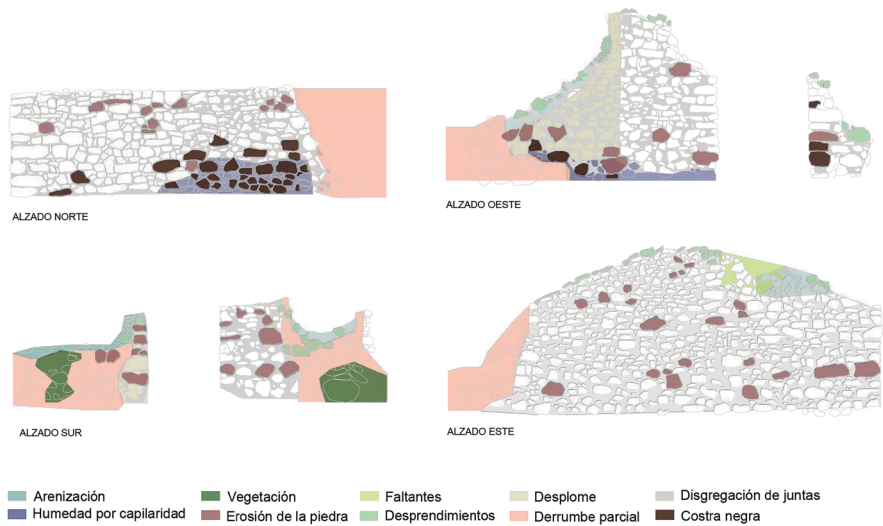 ALZADO NORTE
ALZADO OESTE
ALZADO SUR
ALZADO ESTE
Arenización
Vegetación
Faltantes
Desplome
Disgregación de juntas
Humedad por capilaridad
Erosión de la piedra
Desprendimientos
Derrumbe parcial
Costra negra